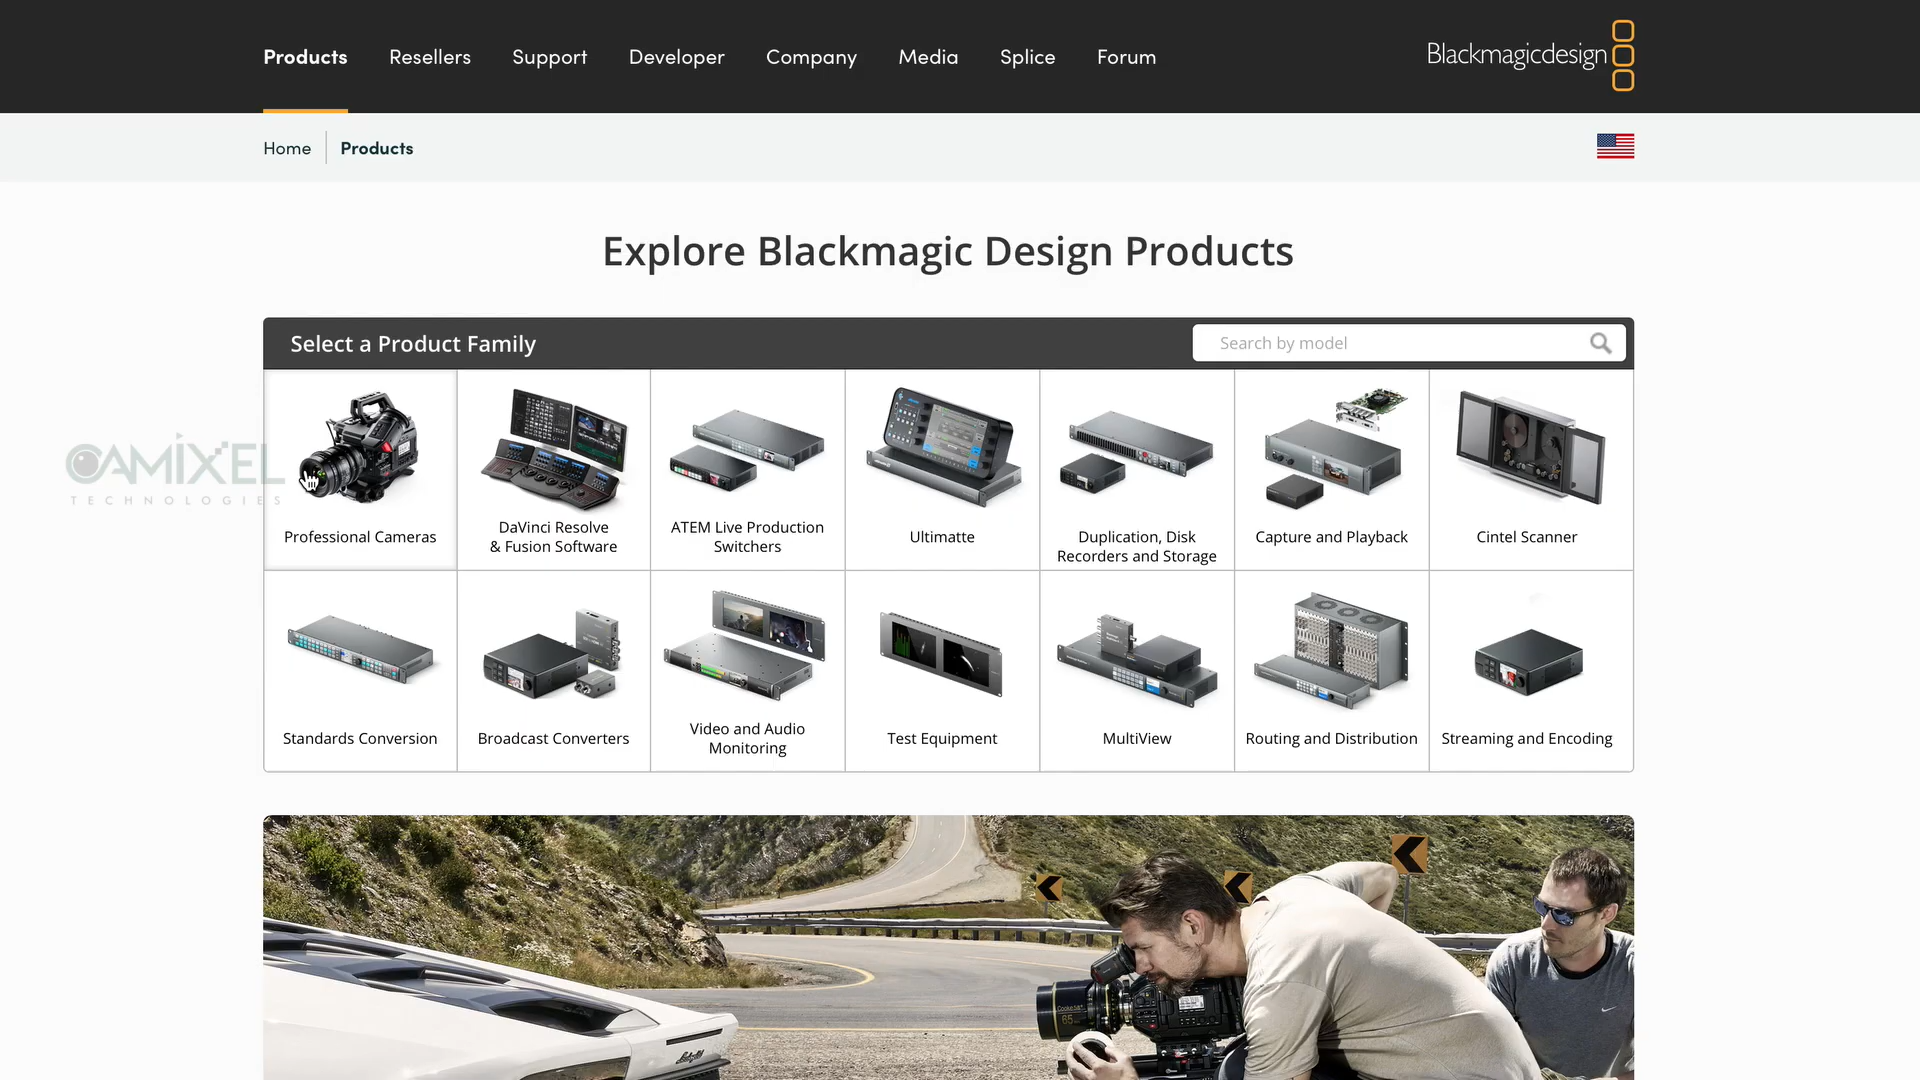 Products Resellers Support Developer Company Media Splice Forum
Blackmagicdesign
Home Products
Explore Blackmagic Design Products
Select a Product Family
Search by model
CAMIXEL
TECHNOLOGIES
Professional Cameras
DaVinci Resolve
& Fusion Software
ATEM Live Production
Switchers
Ultimatte
Duplication, Disk
Recorders and Storage
Capture and Playback
Cintel Scanner
Standards Conversion
Broadcast Converters
Video and Audio
Monitoring
Test Equipment
MultiView
Routing and Distribution
Streaming and Encoding